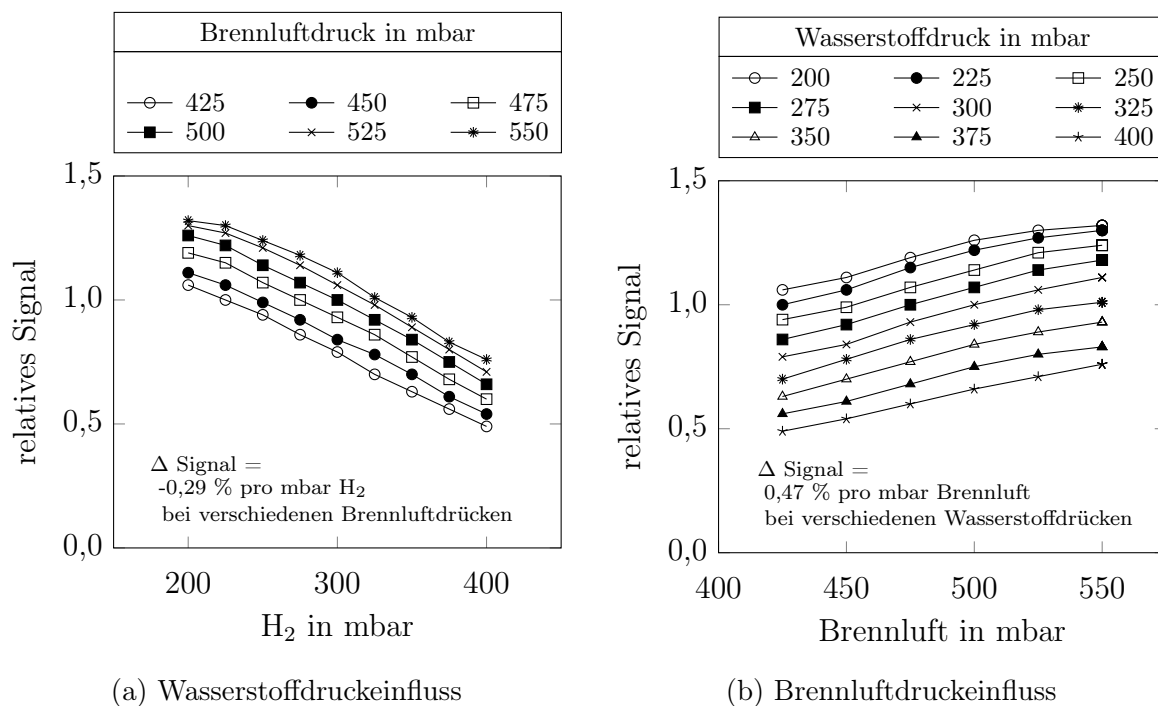 Brennluftdruck in mbar
425 450 475
500 525 550
1,5
1.0
0,5
0,0
200 300 400
relatives Signal
H₂ in mbar
Δ Signal =
-0,29 % pro mbar H₂
bei verschiedenen Brennluftdrücken
(a) Wasserstoffdruckeinfluss
Wasserstoffdruck in mbar
200 225 250
275 300 325
350 375 400
1,5
1.0
0,5
0,0
400 450 500 550
relatives Signal
Brennluft in mbar
Δ Signal =
0,47 % pro mbar Brennluft
bei verschiedenen Wasserstoffdrücken
(b) Brennluftdruckeinfluss